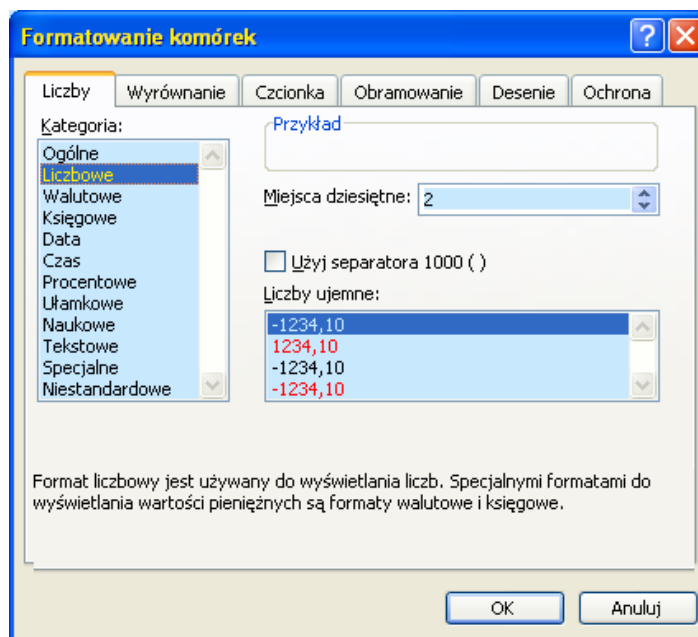 Formatowanie komórek
Liczby Wyrównanie Czcionka Obramowanie Desenie Ochrona
Kategoria:
Ogólne
Liczbowe
Walutowe
Księgowe
Data
Czas
Procentowe
Ułamkowe
Naukowe
Tekstowe
Specjalne
Niestandardowe
Przykład
Miejsca dziesiętne: 2
Użyj separatora 1000 ( )
Liczby ujemne:
-1234,10
1234,10
-1234,10
-1234,10
Format liczbowy jest używany do wyświetlania liczb. Specjalnymi formatami do
wyświetlania wartości pieniężnych są formaty walutowe i księgowe.
OK Anuluj